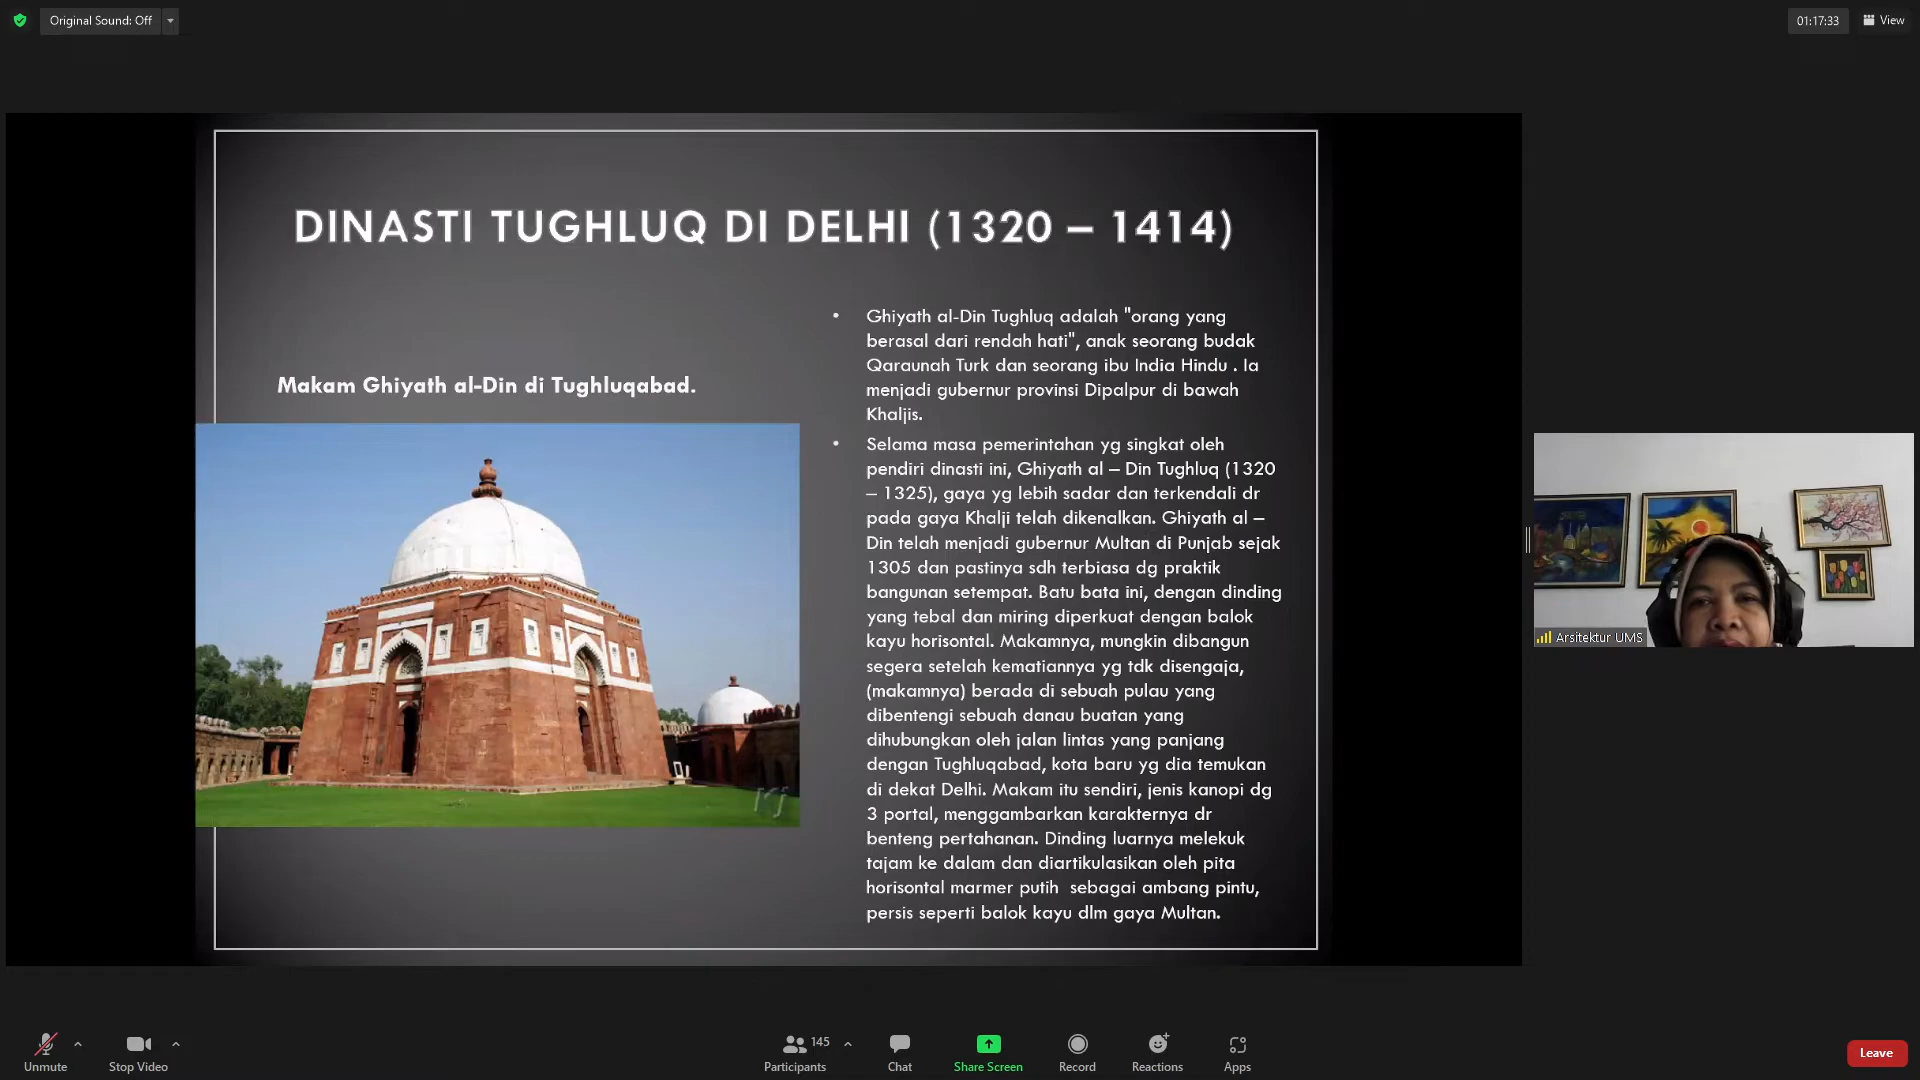 Original Sound: Off
01:17:33
View
DINASTI TUGHLUQ DI DELHI (1320 – 1414)
Makam Ghiyath al-Din di Tughluqabad.
• Ghiyath al-Din Tughluq adalah "orang yang
berasal dari rendah hati", anak seorang budak
Qaraunah Turk dan seorang ibu India Hindu . Ia
menjadi gubernur provinsi Dipalpur di bawah
Khaljis.
• Selama masa pemerintahan yg singkat oleh
pendiri dinasti ini, Ghiyath al – Din Tughluq (1320
– 1325), gaya yg lebih sadar dan terkendali dr
pada gaya Khalji telah dikenalkan. Ghiyath al –
Din telah menjadi gubernur Multan di Punjab sejak
1305 dan pastinya sdh terbiasa dg praktik
bangunan setempat. Batu bata ini, dengan dinding
yang tebal dan miring diperkuat dengan balok
kayu horisontal. Makamnya, mungkin dibangun
segera setelah kematiannya yg tdk disengaja,
(makamnya) berada di sebuah pulau yang
dibentengi sebuah danau buatan yang
dihubungkan oleh jalan lintas yang panjang
dengan Tughluqabad, kota baru yg dia temukan
di dekat Delhi. Makam itu sendiri, jenis kanopi dg
3 portal, menggambarkan karakternya dr
benteng pertahanan. Dinding luarnya melekuk
tajam ke dalam dan diartikulasikan oleh pita
horisontal marmer putih  sebagai ambang pintu,
persis seperti balok kayu dlm gaya Multan.
Arsitektur UMS
Unmute
Stop Video
Participants
145
Chat
Share Screen
Record
Reactions
Apps
Leave